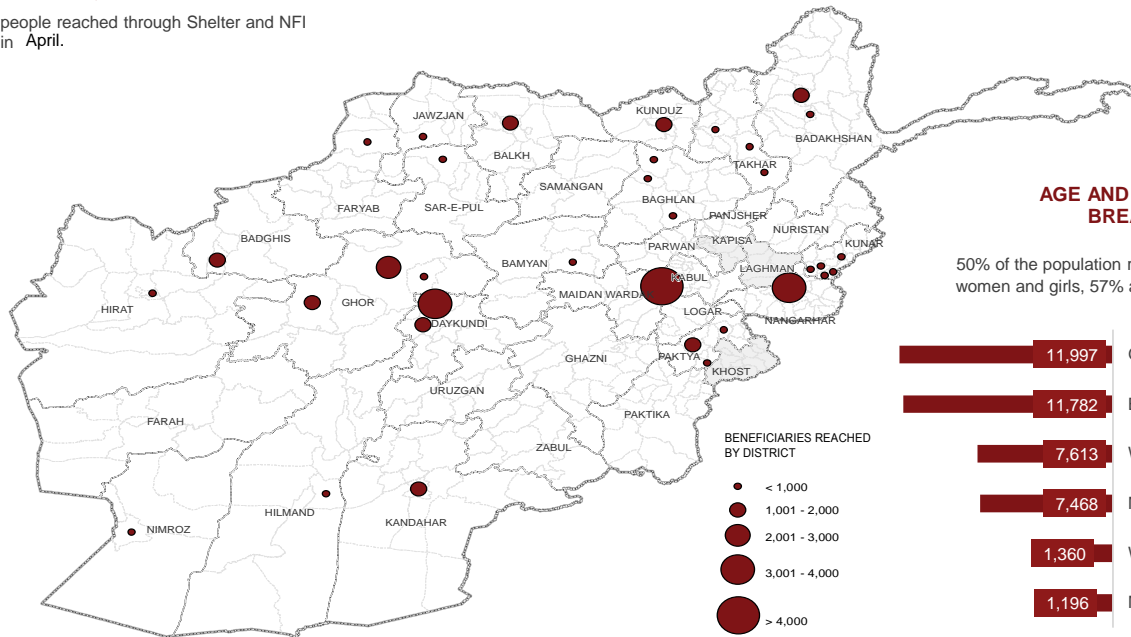 people reached through Shelter and NFI
in April.
JAWZJAN
KUNDUZ
BALKH
BADAKHSHAN
TAKHAR
SAMANGAN
BAGHLAN
FARYAB
SAR-E-PUL
PANJSHER
NURISTAN
BADGHIS
PARWAN
KAPISA
KUNAR
BAMYAN
LAGHMAN
KABUL
HIRAT
GHOR
MAIDAN WARDA
LOGAR
DAYKUNDI
NANGARHAR
GHAZNI
PAKTYA
KHOST
URUZGAN
PAKTIKA
FARAH
ZABUL
HILMAND
KANDAHAR
NIMROZ
BENEFICIARIES REACHED
BY DISTRICT
< 1,000
1,001 - 2,000
2,001 - 3,000
3,001 - 4,000
> 4,000
AGE AND
BREA
50% of the population
women and girls, 57% a
11,997
11,782
7,613
7,468
1,360
1,196